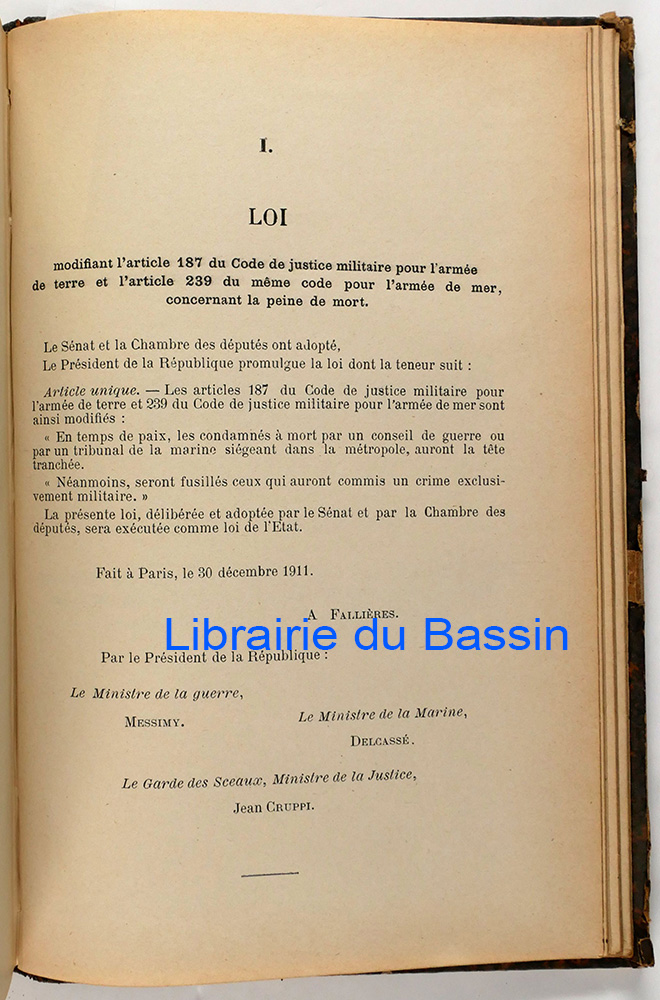 I.
LOI
modifiant l'article 187 du Code de justice militaire pour l'armée
de terre et l'article 239 du même code pour l'armée de mer,
concernant la peine de mort.
Le Sénat et la Chambre des députés ont adopté,
Le Président de la République promulgue la loi dont la teneur suit :
Article unique. — Les articles 187 du Code de justice militaire pour
l'armée de terre et 239 du Code de justice militaire pour l'armée de mer sont
ainsi modifiés :
« En temps de paix, les condamnés à mort par un conseil de guerre ou
par un tribunal de la marine siégeant dans la métropole, auront la tête
tranchée.
« Néanmoins, seront fusillés ceux qui auront commis un crime exclusi-
vement militaire. »
La présente loi, délibérée et adoptée par le Sénat et par la Chambre des
députés, sera exécutée comme loi de l'Etat.
Fait à Paris, le 30 décembre 1911.
A FALLIÈRES.
Librairie du Bassin
Par le Président de la République :
Le Ministre de la guerre,
MESSIMY.
Le Ministre de la Marine,
DELCASSÉ.
Le Garde des Sceaux, Ministre de la Justice,
Jean CRUPPI.